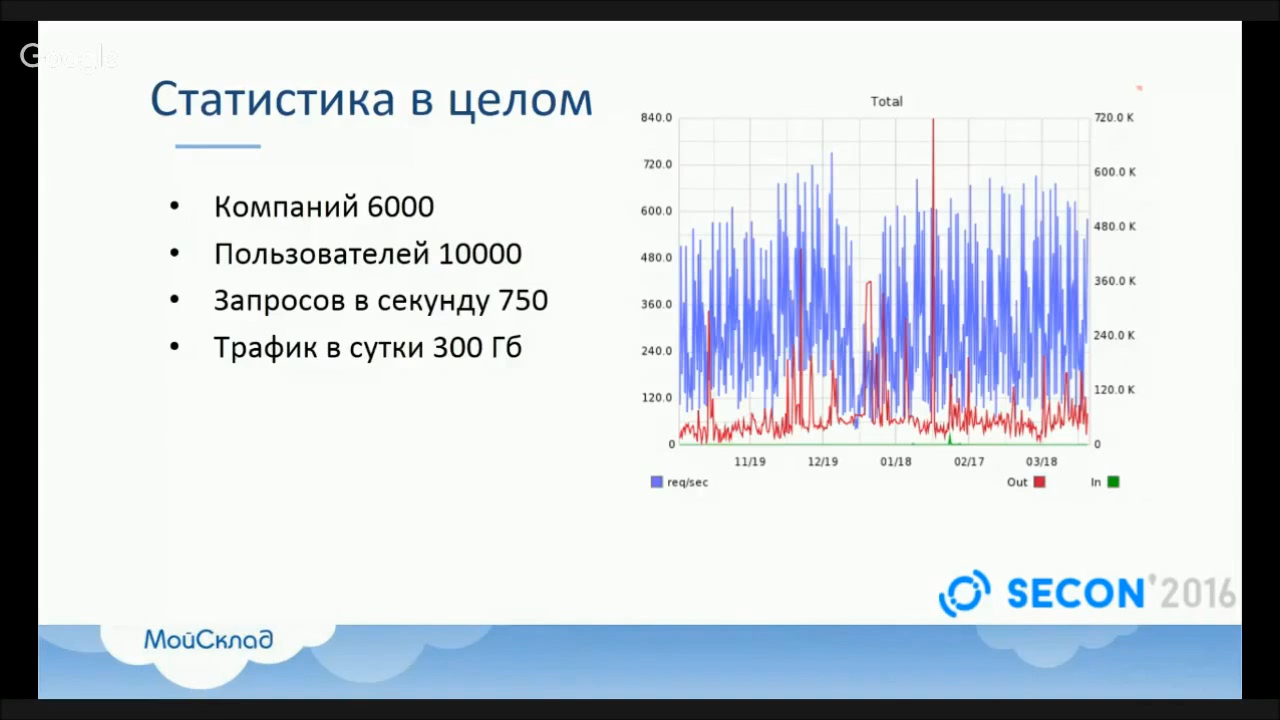 Google
Статистика в целом
• Компаний 6000
• Пользователей 10000
• Запросов в секунду 750
• Трафик в сутки 300 Гб
Total
840.0
720.0
600.0
480.0
360.0
240.0
120.0
0
720.0 K
600.0 K
480.0 K
360.0 K
240.0 K
120.0 K
0
11/19 12/19 01/18 02/17 03/18
req/sec Out In
SECON'2016
МойСклад